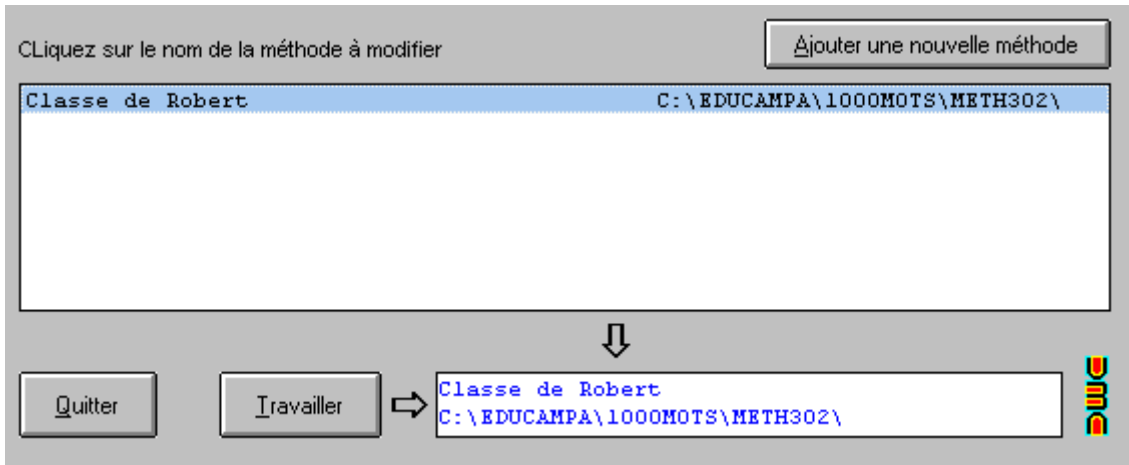 CLiquez sur le nom de la méthode à modifier
Ajouter une nouvelle méthode
Classe de Robert C:\EDUCAMPA\1000MOTS\METH302\
Quitter
Travailler
Classe de Robert
C:\EDUCAMPA\1000MOTS\METH302\